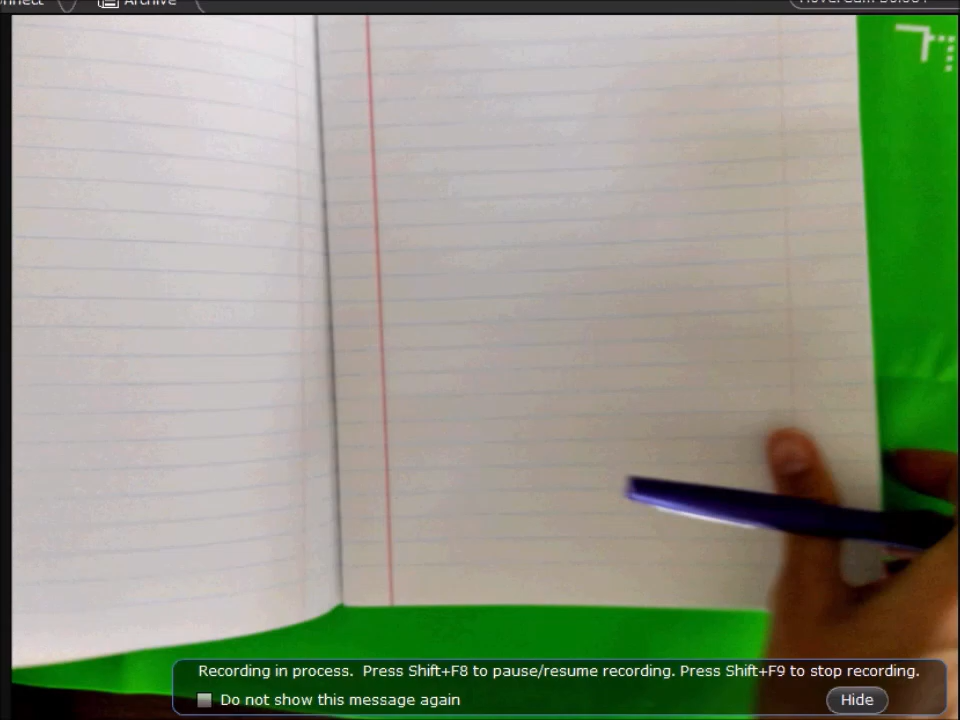 Archive
Recording in process. Press Shift+F8 to pause/resume recording. Press Shift+F9 to stop recording.
Do not show this message again
Hide